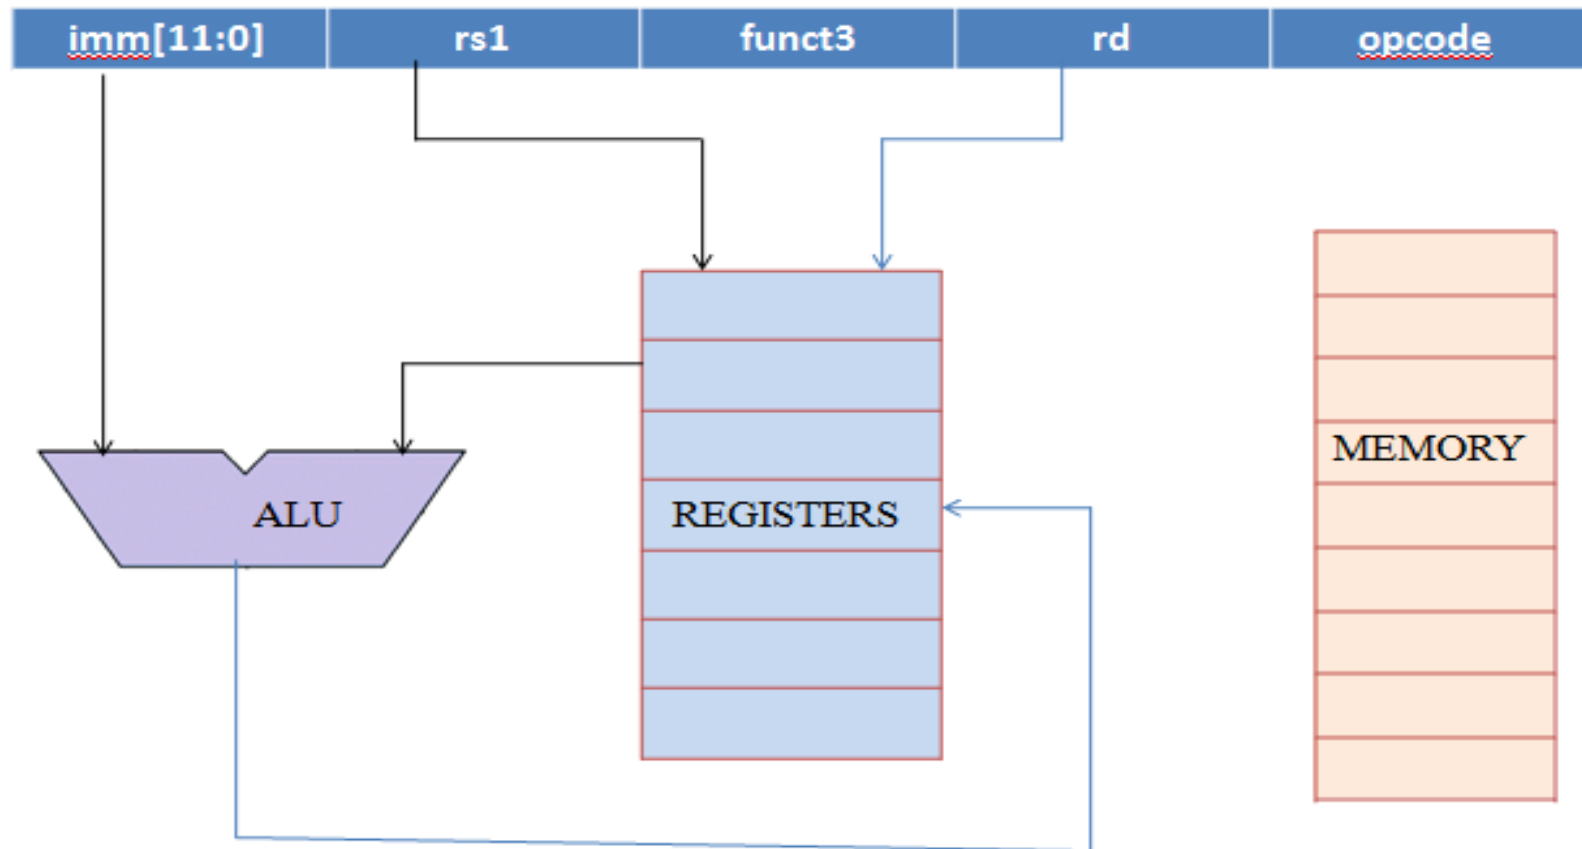 imm[11:0] rs1 funct3 rd opcode
MEMORY
ALU REGISTERS